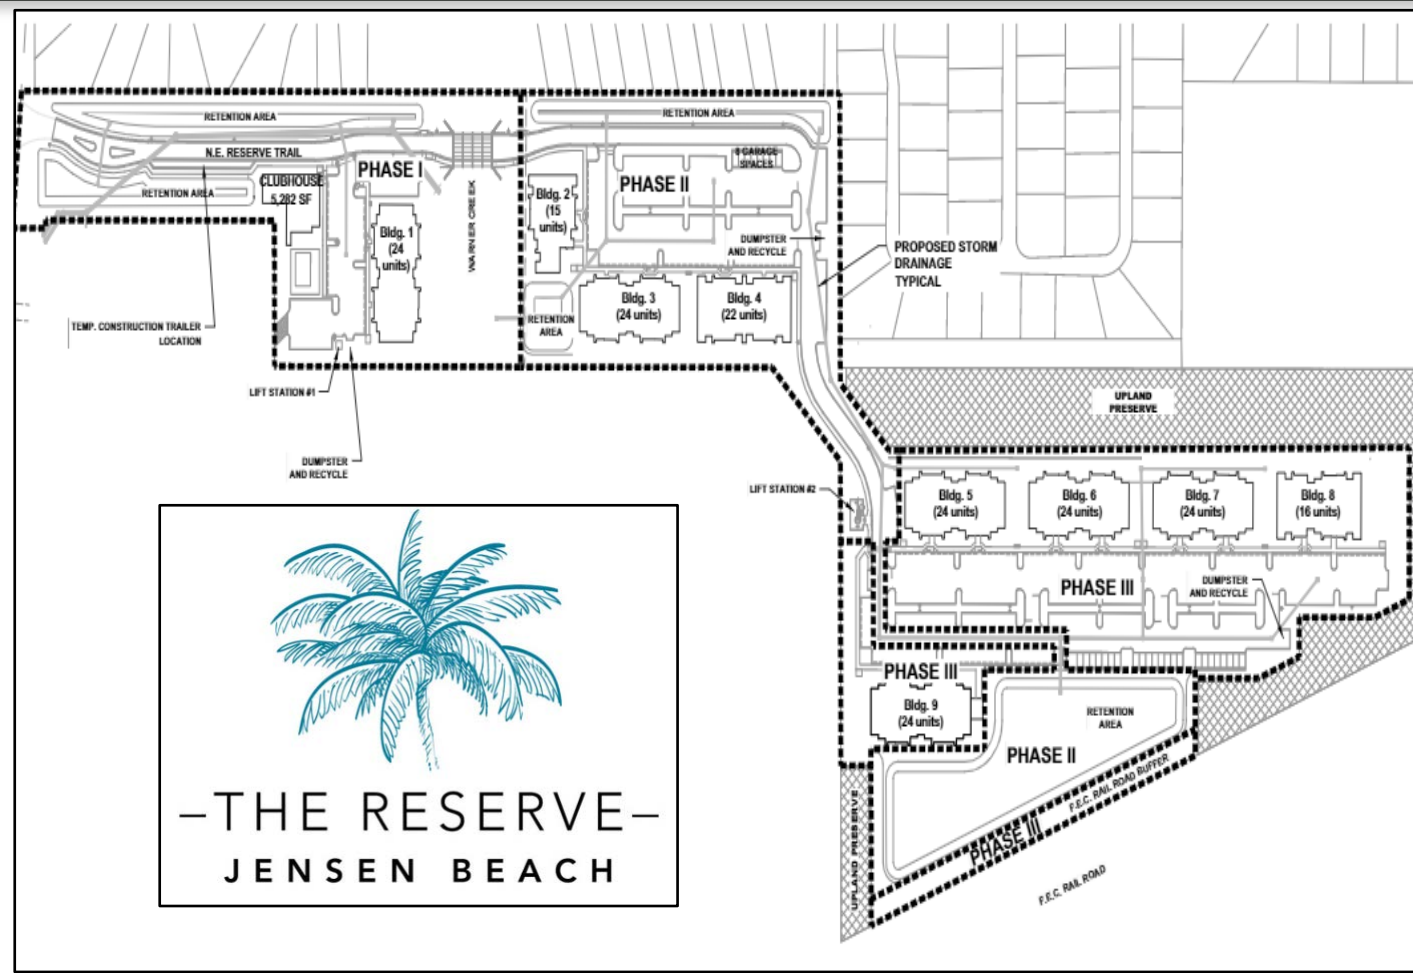 RETENTION AREA
N.E. RESERVE TRAIL
RETENTION AREA
CLUBHOUSE
5,282 SF
PHASE I
Bldg. 1
(24
units)
WARNER CREEK
TEMP. CONSTRUCTION TRAILER
LOCATION
LIFT STATION #1
DUMPSTER
AND RECYCLE
RETENTION AREA
8 GARAGE
SPACES
PHASE II
Bldg. 2
(15
units)
DUMPSTER
AND RECYCLE
Bldg. 3
(24 units)
Bldg. 4
(22 units)
RETENTION
AREA
PROPOSED STORM
DRAINAGE
TYPICAL
UPLAND
PRESERVE
LIFT STATION #2
Bldg. 5
(24 units)
Bldg. 6
(24 units)
Bldg. 7
(24 units)
Bldg. 8
(16 units)
PHASE III
DUMPSTER
AND RECYCLE
PHASE III
Bldg. 9
(24 units)
RETENTION
AREA
PHASE II
F.E.C. RAIL ROAD BUFFER
PHASE III
UPLAND PRESERVE
F.E.C. RAIL ROAD
–THE RESERVE–
JENSEN BEACH